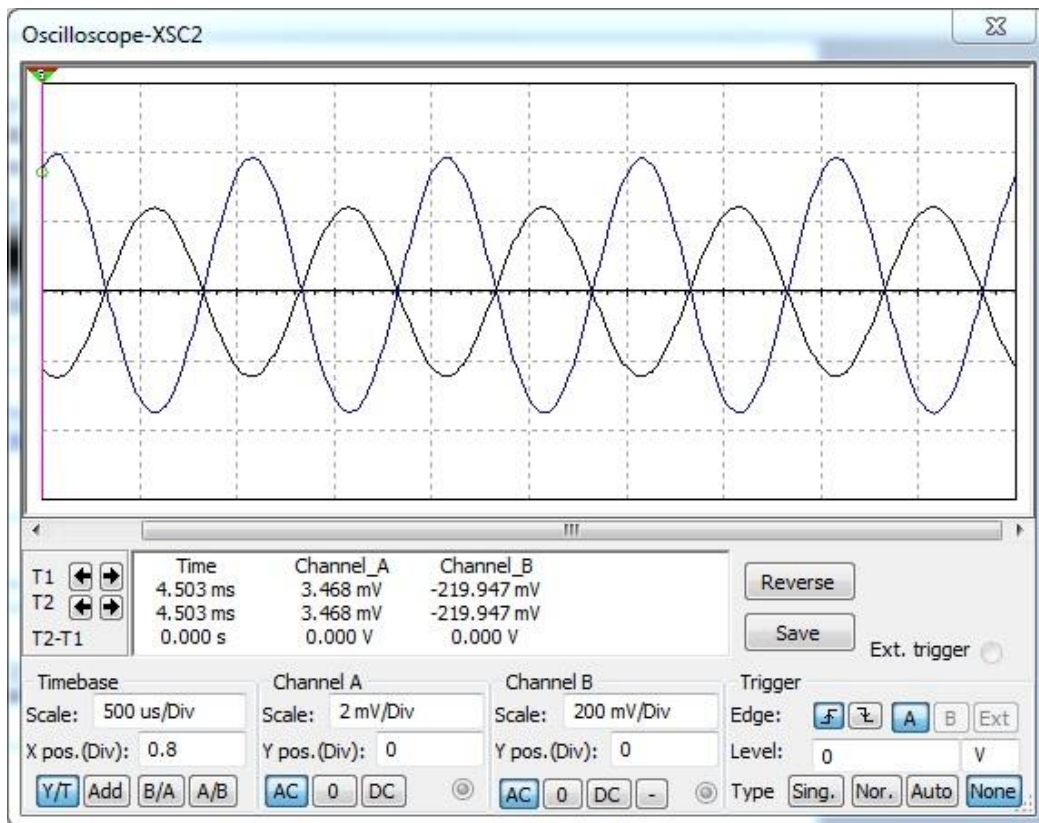 Oscilloscope-XSC2
Time Channel_A Channel_B
T1 4.503 ms 3.468 mV -219.947 mV
T2 4.503 ms 3.468 mV -219.947 mV
T2-T1 0.000 s 0.000 V 0.000 V
Reverse
Save
Ext. trigger
Timebase
Scale: 500 us/Div
X pos.(Div): 0.8
Y/T Add B/A A/B
Channel A
Scale: 2 mV/Div
Y pos.(Div): 0
AC 0 DC
Channel B
Scale: 200 mV/Div
Y pos.(Div): 0
AC 0 DC -
Trigger
Edge: A B Ext
Level: 0 V
Type Sing. Nor. Auto None